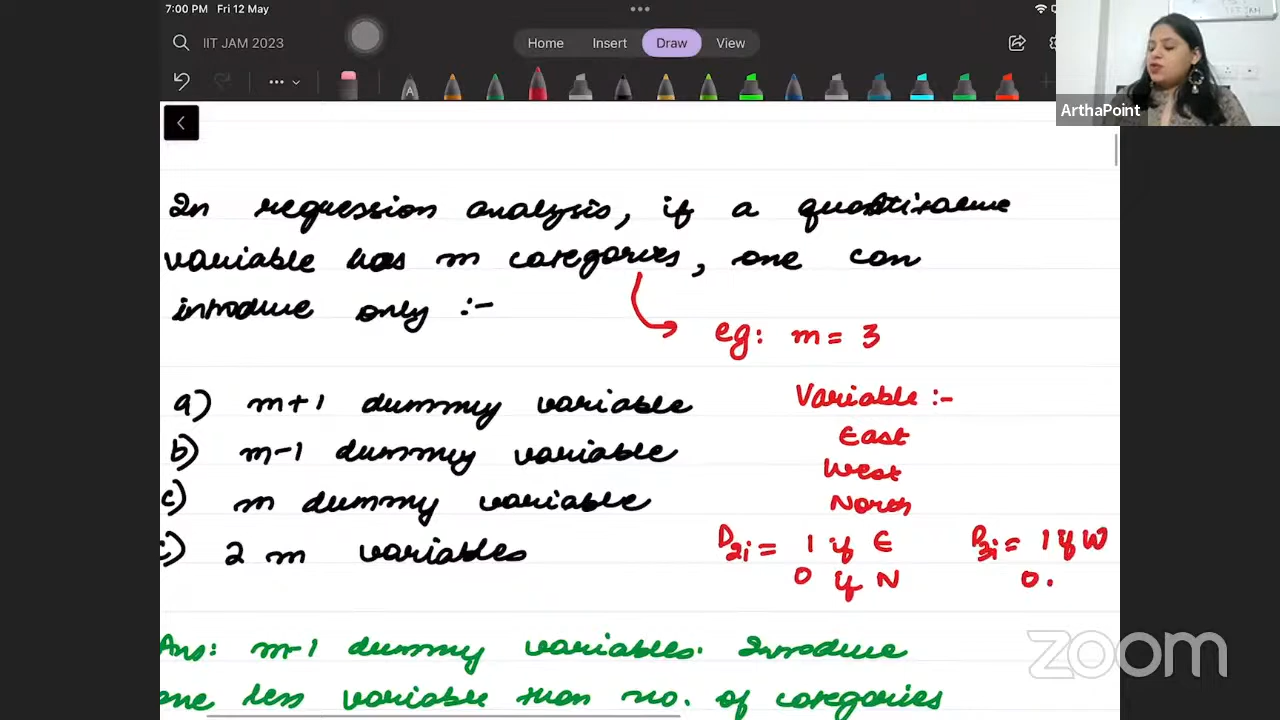 7:00 PM Fri 12 May
IIT JAM 2023
Home Insert Draw View
ArthaPoint
In regression analysis, if a quantitative
variable has m categories, one can
introduce only :-
eg: m = 3
a) m+1 dummy variable
b) m-1 dummy variable
c) m dummy variable
2 m variables
Variable :-
East
West
North
D2i = 1 if E
0 if N
D3i = 1 if W
0.
Ans: m-1 dummy variables. Introduce
one less variable than no. of categories
zoom